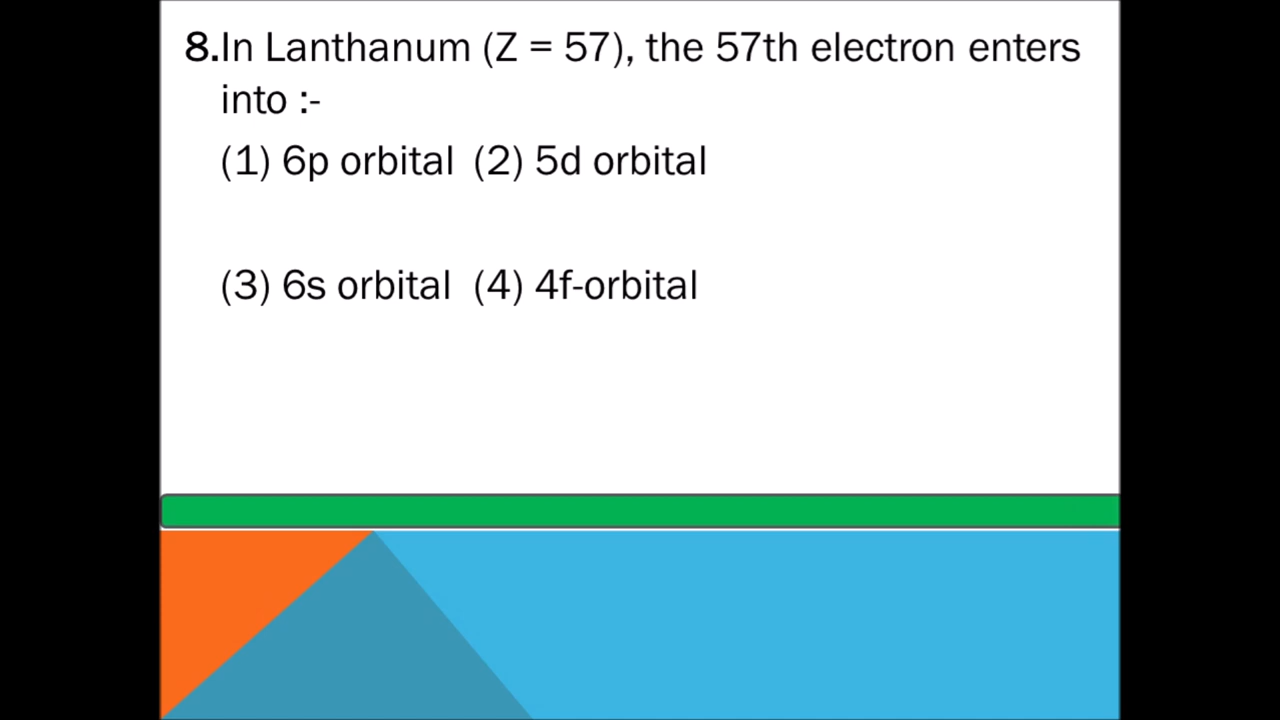 8.In Lanthanum (Z = 57), the 57th electron enters
into :-
(1) 6p orbital (2) 5d orbital
(3) 6s orbital (4) 4f-orbital